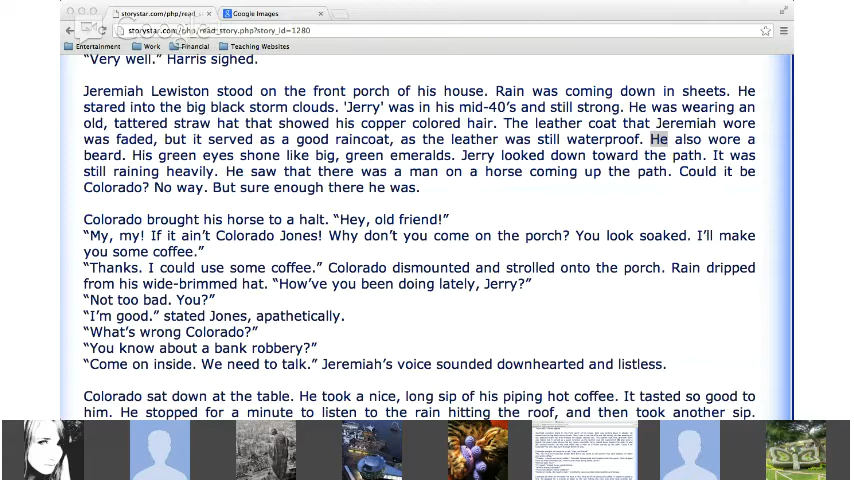 storystar.com/php/read_s
Google Images
Google
storystar.com/php/read_story.php?story_id=1280
Entertainment Work Financial Teaching Websites
“Very well.” Harris sighed.
Jeremiah Lewiston stood on the front porch of his house. Rain was coming down in sheets. He
stared into the big black storm clouds. 'Jerry' was in his mid-40’s and still strong. He was wearing an
old, tattered straw hat that showed his copper colored hair. The leather coat that Jeremiah wore
was faded, but it served as a good raincoat, as the leather was still waterproof. He also wore a
beard. His green eyes shone like big, green emeralds. Jerry looked down toward the path. It was
still raining heavily. He saw that there was a man on a horse coming up the path. Could it be
Colorado? No way. But sure enough there he was.
Colorado brought his horse to a halt. “Hey, old friend!”
“My, my! If it ain’t Colorado Jones! Why don’t you come on the porch? You look soaked. I’ll make
you some coffee.”
“Thanks. I could use some coffee.” Colorado dismounted and strolled onto the porch. Rain dripped
from his wide-brimmed hat. “How’ve you been doing lately, Jerry?”
“Not too bad. You?”
“I’m good.” stated Jones, apathetically.
“What’s wrong Colorado?”
“You know about a bank robbery?”
“Come on inside. We need to talk.” Jeremiah’s voice sounded downhearted and listless.
Colorado sat down at the table. He took a nice, long sip of his piping hot coffee. It tasted so good to
him. He stopped for a minute to listen to the rain hitting the roof, and then took another sip.